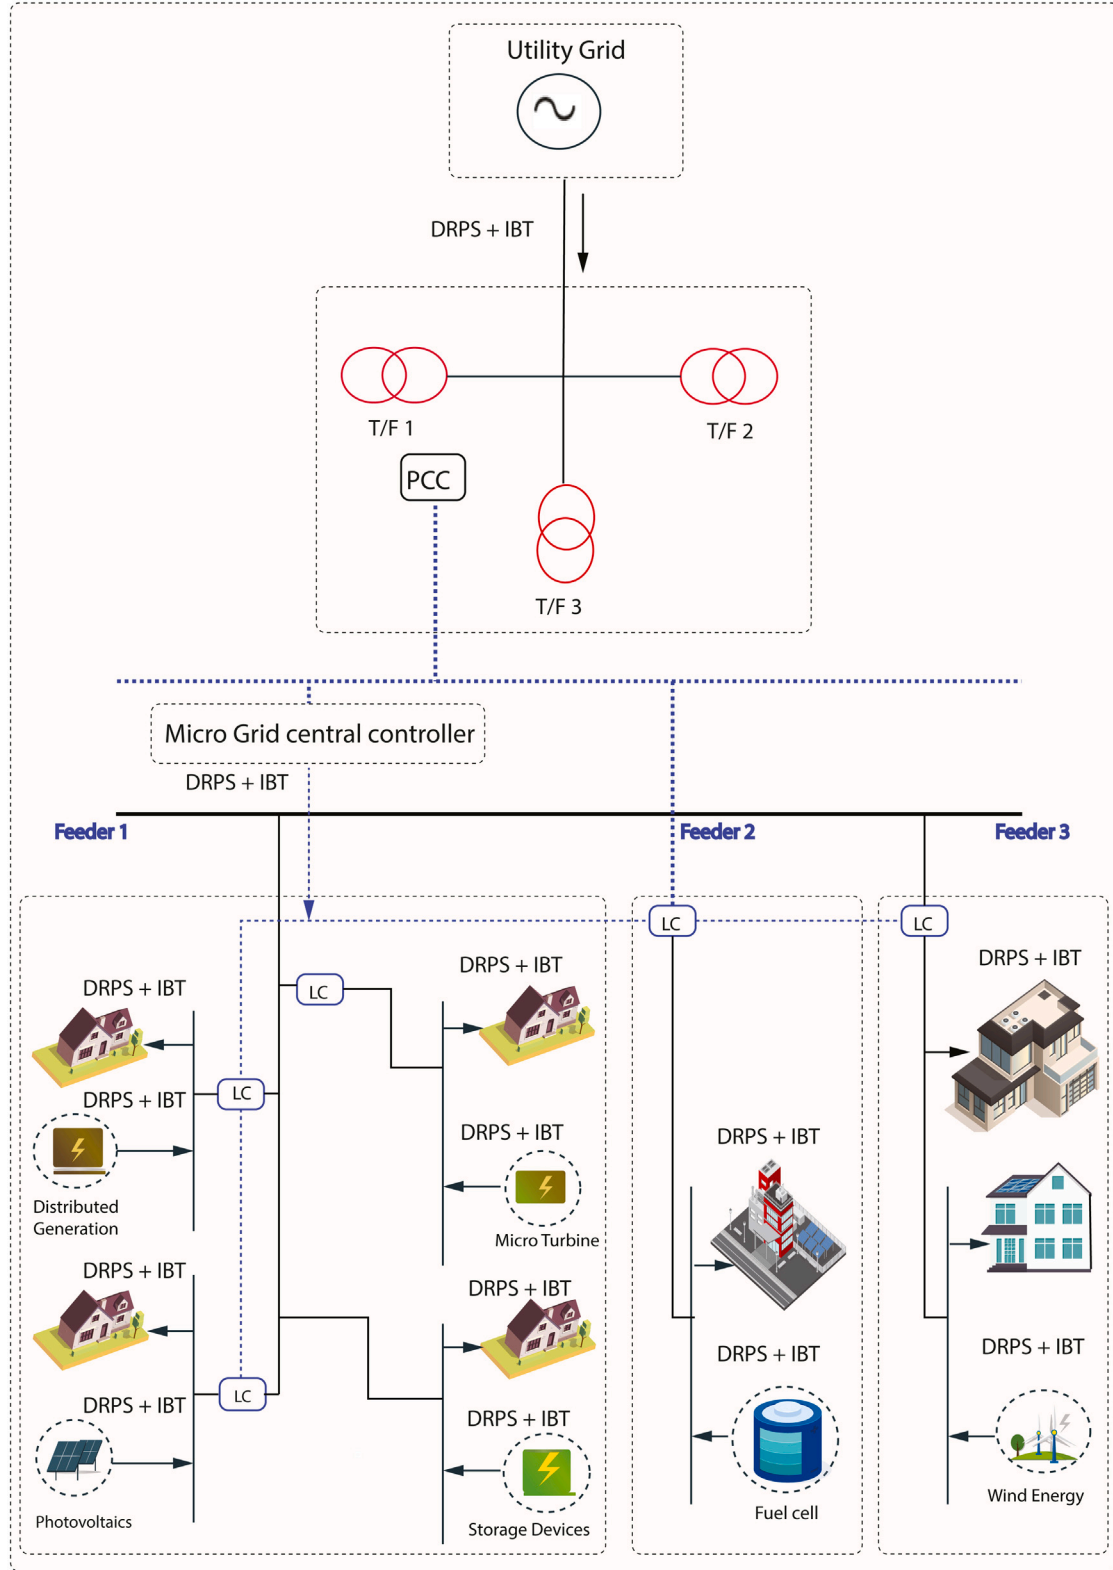 Utility Grid
DRPS + IBT
T/F 1
T/F 2
PCC
T/F 3
Micro Grid central controller
DRPS + IBT
Feeder 1
Feeder 2
Feeder 3
LC
LC
DRPS + IBT
DRPS + IBT
LC
DRPS + IBT
LC
DRPS + IBT
DRPS + IBT
Distributed
Generation
Micro Turbine
DRPS + IBT
DRPS + IBT
DRPS + IBT
LC
DRPS + IBT
DRPS + IBT
Photovoltaics
Storage Devices
DRPS + IBT
DRPS + IBT
Fuel cell
DRPS + IBT
Wind Energy